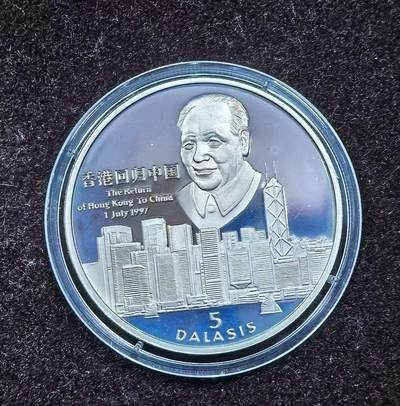 香港回归中国
The Return
of Hong Kong To China
1 July 1997
5
DALASIS